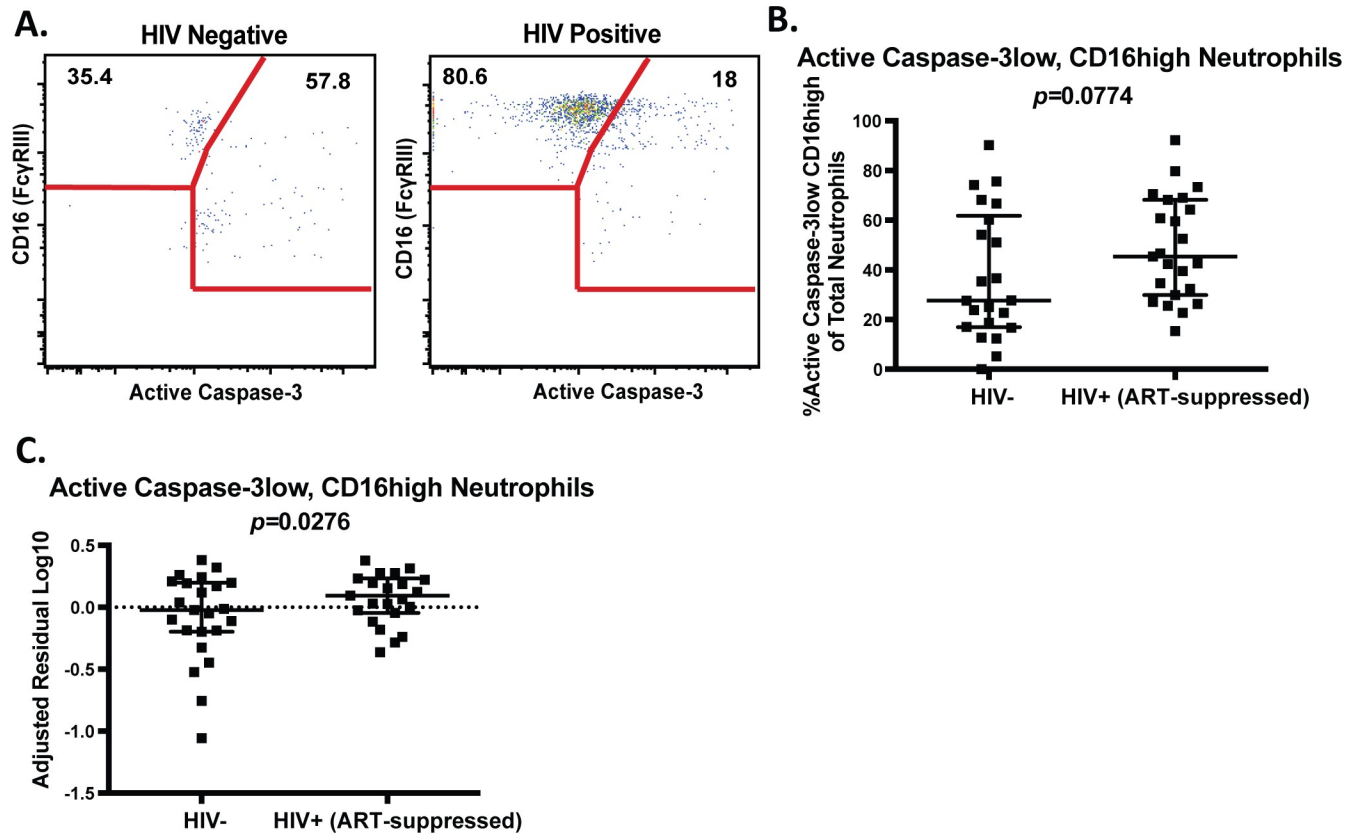 A.
HIV Negative
35.4
57.8
CD16 (FcγRIII)
Active Caspase-3
HIV Positive
80.6
18
CD16 (FcγRIII)
Active Caspase-3
B.
Active Caspase-3low, CD16high Neutrophils
p=0.0774
%Active Caspase-3low CD16high
of Total Neutrophils
100
80
60
40
20
0
HIV-
HIV+ (ART-suppressed)
C.
Active Caspase-3low, CD16high Neutrophils
p=0.0276
Adjusted Residual Log10
0.5
0.0
-0.5
-1.0
-1.5
HIV-
HIV+ (ART-suppressed)